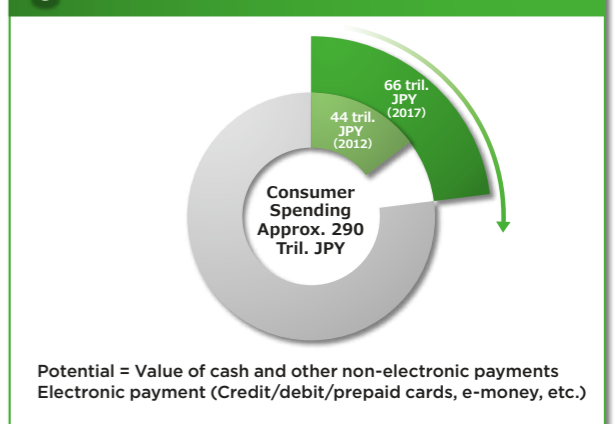 66 tril.
JPY
(2017)
44 tril.
JPY
(2012)
Consumer
Spending
Approx. 290
Tril. JPY
Potential = Value of cash and other non-electronic payments
Electronic payment (Credit/debit/prepaid cards, e-money, etc.)